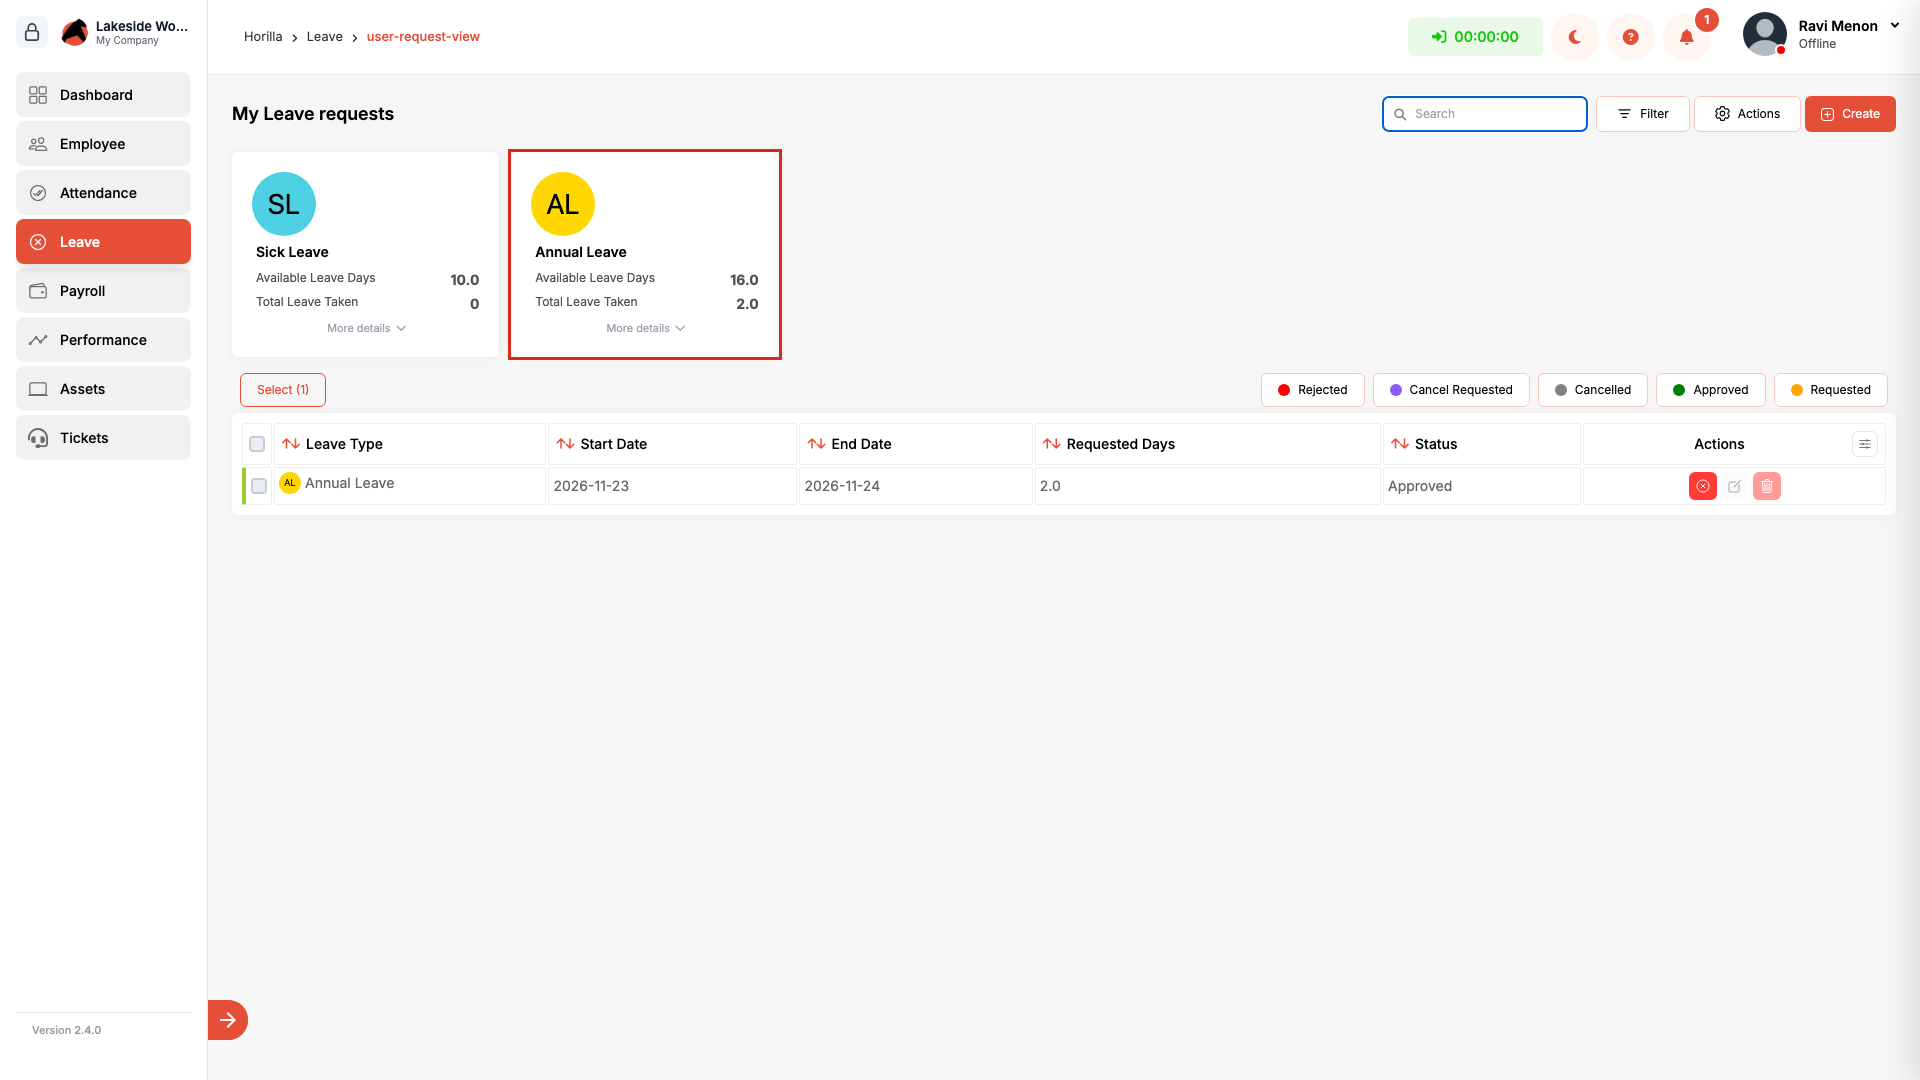 Lakeside Wo...
My Company
Horilla > Leave > user-request-view
00:00:00
?
1
Ravi Menon
Offline
Dashboard
Employee
Attendance
Leave
Payroll
Performance
Assets
Tickets
Version 2.4.0
My Leave requests
Search
Filter
Actions
Create
SL
Sick Leave
Available Leave Days 10.0
Total Leave Taken 0
More details
AL
Annual Leave
Available Leave Days 16.0
Total Leave Taken 2.0
More details
Select (1)
Rejected
Cancel Requested
Cancelled
Approved
Requested
Leave Type Start Date End Date Requested Days Status Actions
AL Annual Leave 2026-11-23 2026-11-24 2.0 Approved